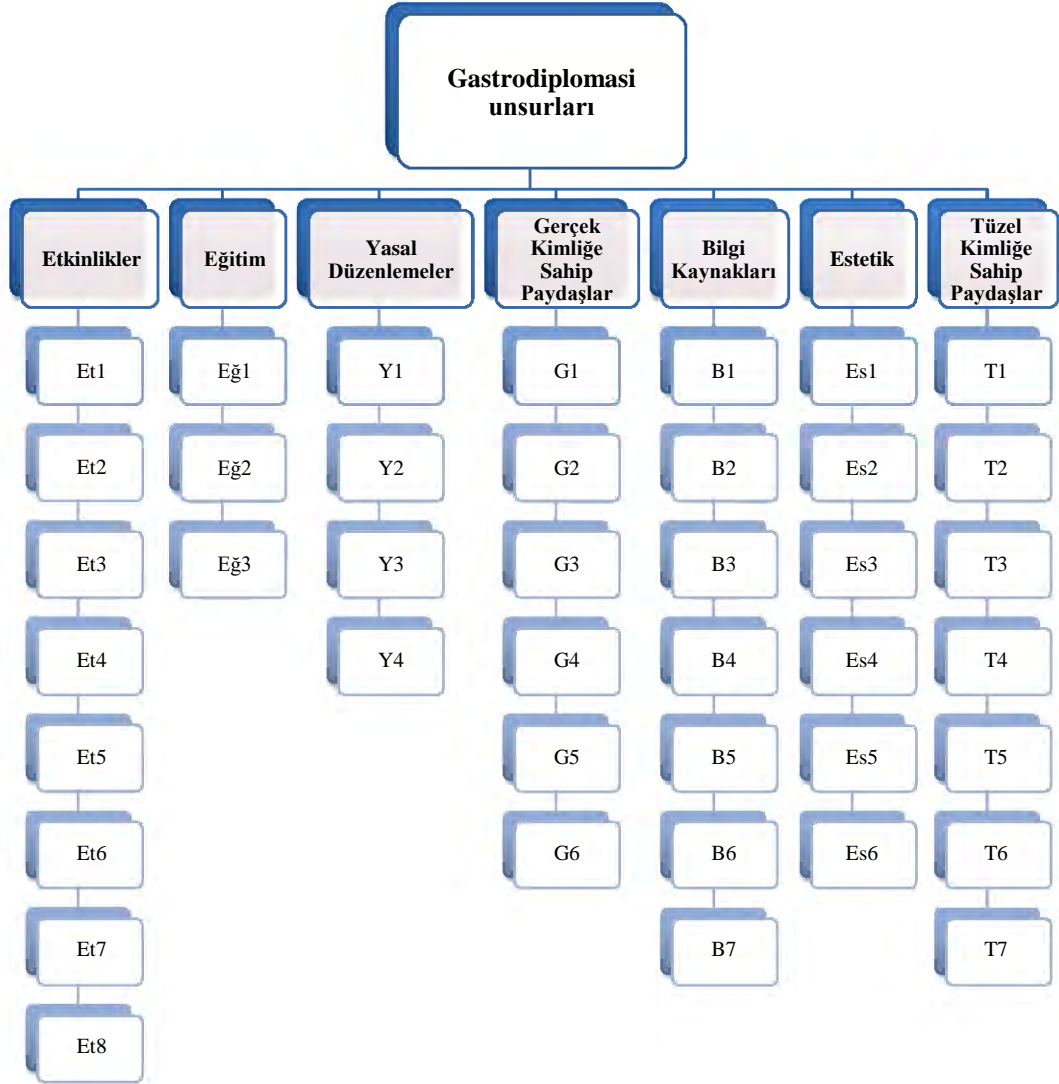 Gastrodiplomasi
unsurları
Etkinlikler
Eğitim
Yasal
Düzenlemeler
Gerçek
Kimliğe
Sahip
Paydaşlar
Bilgi
Kaynakları
Estetik
Tüzel
Kimliğe
Sahip
Paydaşlar
Et1
Eğ1
Y1
G1
B1
Es1
T1
Et2
Eğ2
Y2
G2
B2
Es2
T2
Et3
Eğ3
Y3
G3
B3
Es3
T3
Et4
Y4
G4
B4
Es4
T4
Et5
G5
B5
Es5
T5
Et6
G6
B6
Es6
T6
Et7
B7
T7
Et8